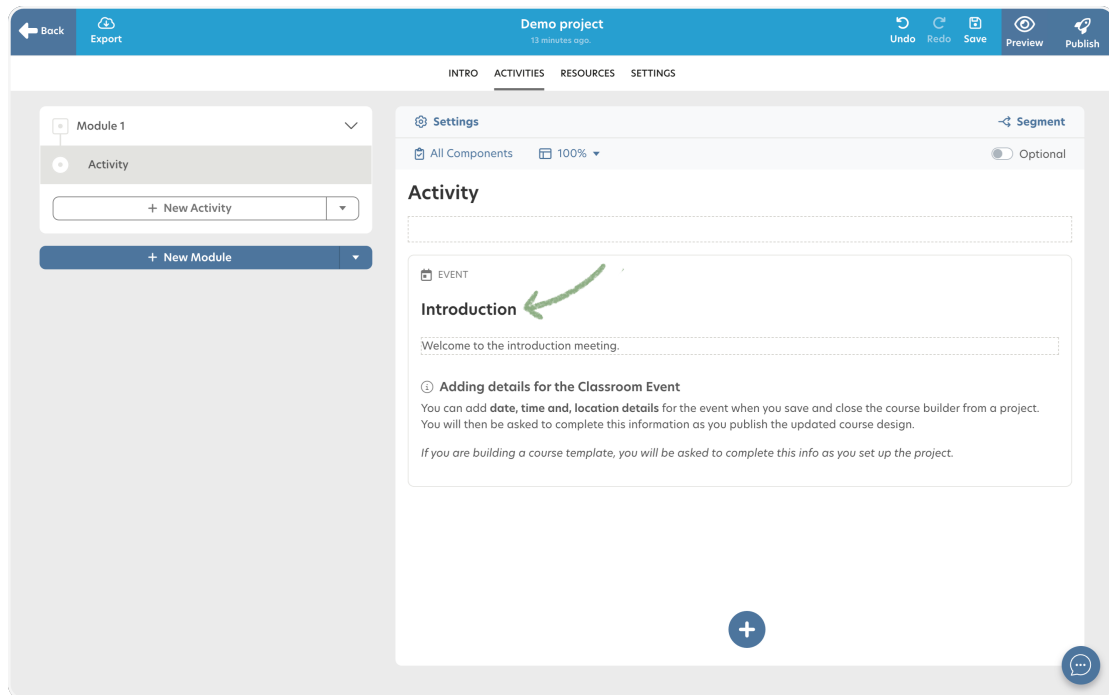 Back
Export
Demo project
13 minutes ago.
Undo
Redo
Save
Preview
Publish
INTRO
ACTIVITIES
RESOURCES
SETTINGS
Module 1
Activity
+ New Activity
+ New Module
Settings
Segment
All Components
100%
Optional
Activity
EVENT
Introduction
Welcome to the introduction meeting.
Adding details for the Classroom Event
You can add date, time and, location details for the event when you save and close the course builder from a project.
You will then be asked to complete this information as you publish the updated course design.
If you are building a course template, you will be asked to complete this info as you set up the project.